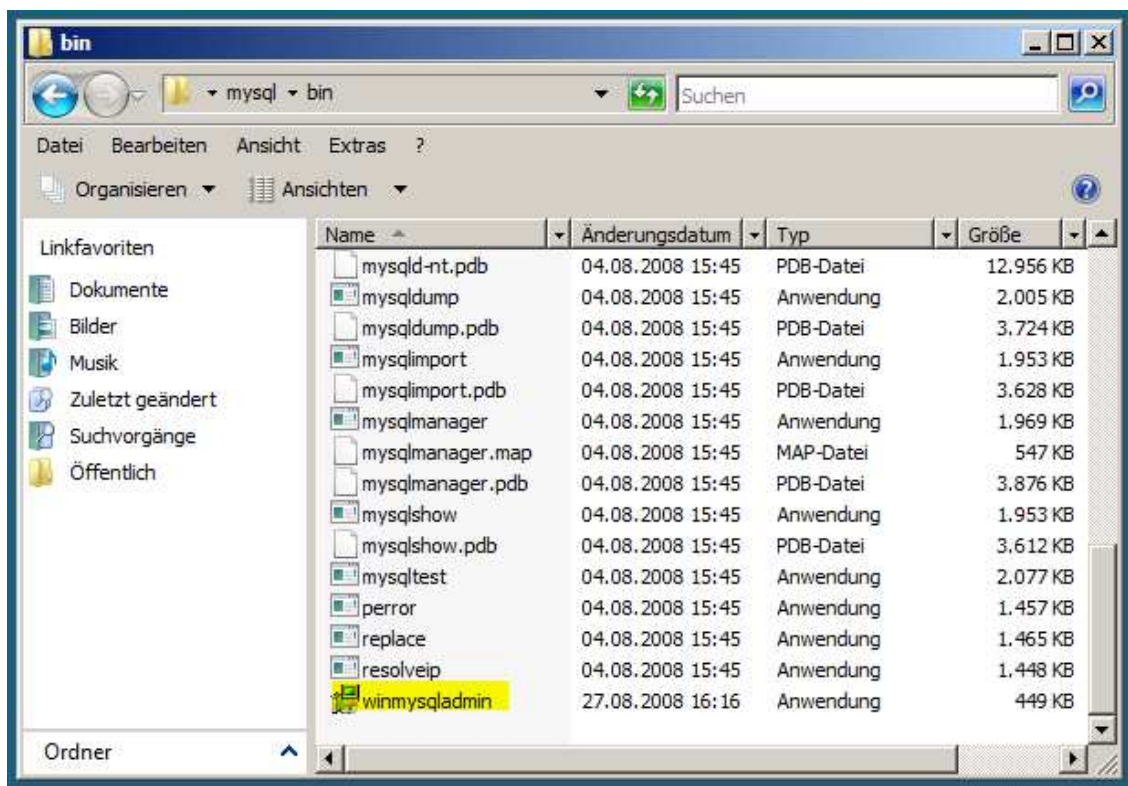 bin
mysql bin
Suchen
Datei Bearbeiten Ansicht Extras ?
Organisieren Ansichten
Linkfavoriten
Dokumente
Bilder
Musik
Zuletzt geändert
Suchvorgänge
Öffentlich
Ordner
Name Änderungsdatum Typ Größe
mysqld-nt.pdb 04.08.2008 15:45 PDB-Datei 12.956 KB
mysqldump 04.08.2008 15:45 Anwendung 2.005 KB
mysqldump.pdb 04.08.2008 15:45 PDB-Datei 3.724 KB
mysqlimport 04.08.2008 15:45 Anwendung 1.953 KB
mysqlimport.pdb 04.08.2008 15:45 PDB-Datei 3.628 KB
mysqlmanager 04.08.2008 15:45 Anwendung 1.969 KB
mysqlmanager.map 04.08.2008 15:45 MAP-Datei 547 KB
mysqlmanager.pdb 04.08.2008 15:45 PDB-Datei 3.876 KB
mysqlshow 04.08.2008 15:45 Anwendung 1.953 KB
mysqlshow.pdb 04.08.2008 15:45 PDB-Datei 3.612 KB
mysqltest 04.08.2008 15:45 Anwendung 2.077 KB
perror 04.08.2008 15:45 Anwendung 1.457 KB
replace 04.08.2008 15:45 Anwendung 1.465 KB
resolveip 04.08.2008 15:45 Anwendung 1.448 KB
winmysqladmin 27.08.2008 16:16 Anwendung 449 KB